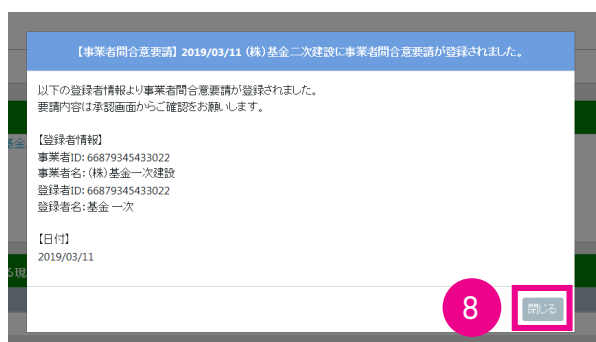 【事業者間合意要請】2019/03/11 (株)基金二次建設に事業者間合意要請が登録されました。
以下の登録者情報より事業者間合意要請が登録されました。
要請内容は承認画面からご確認をお願いします。
【登録者情報】
事業者ID: 66879345433022
事業者名: (株)基金一次建設
登録者ID: 66879345433022
登録者名: 基金 一次
【日付】
2019/03/11
8
閉じる